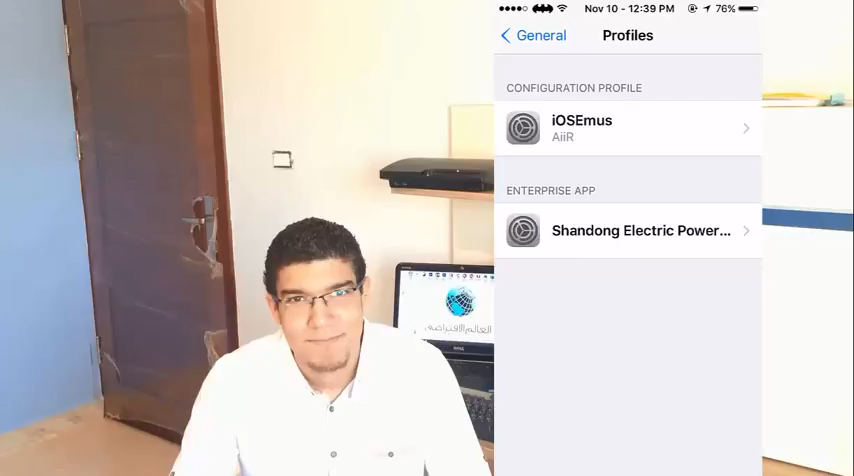 Nov 10 - 12:39 PM
76%
General
Profiles
CONFIGURATION PROFILE
iOSEmus
AiiR
ENTERPRISE APP
Shandong Electric Power...
العالم الافتراضي
DELL